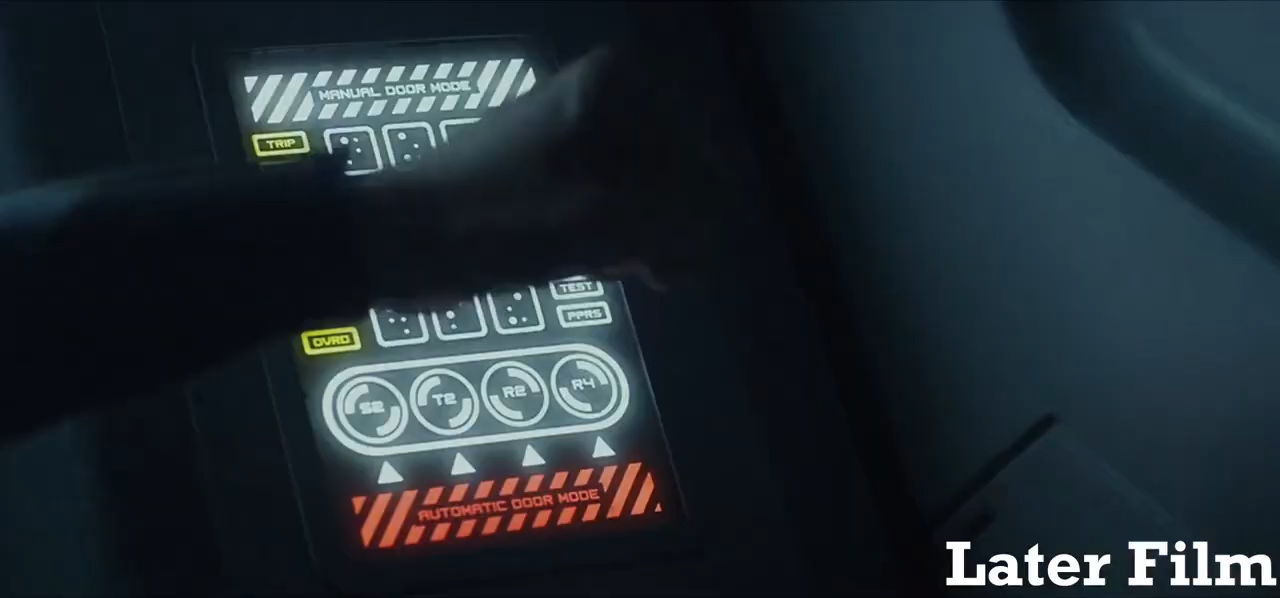 MANUAL DOOR MODE
TRIP
TEST
PPRS
OVRD
S2 T2 R2 R4
AUTOMATIC DOOR MODE
Later Film